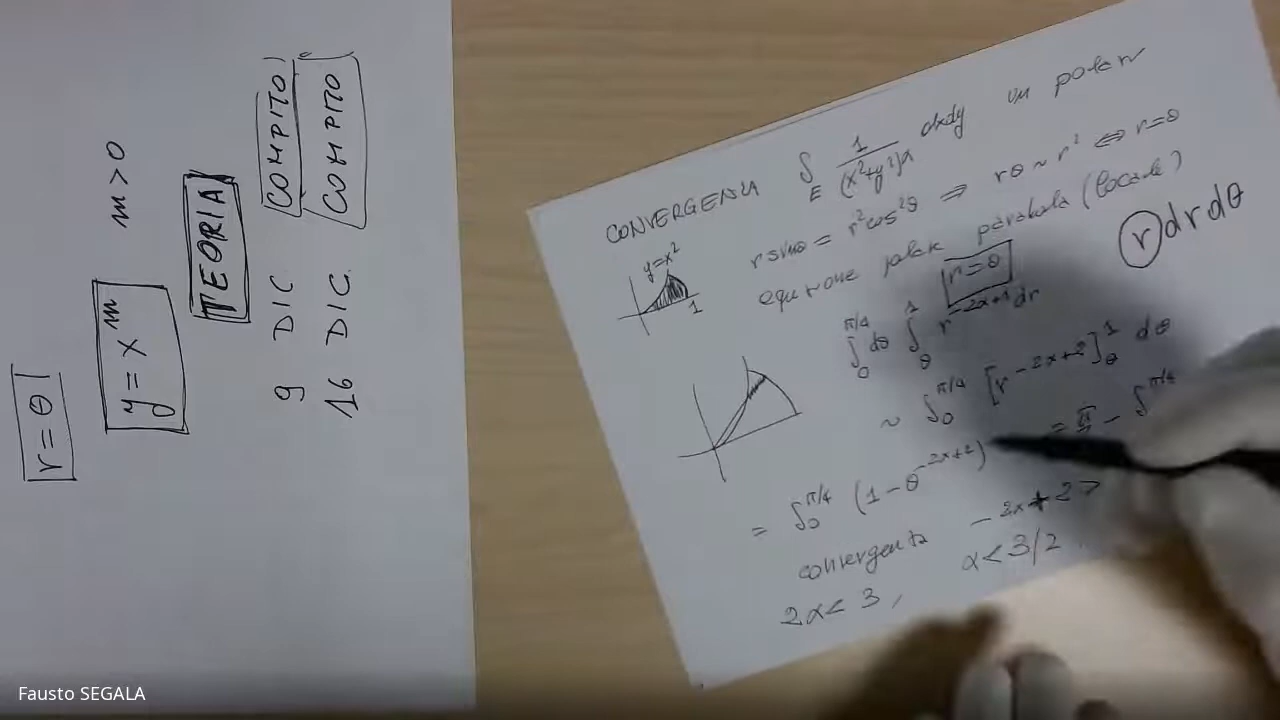 r = θ
y = x^m m > 0
TEORIA
9 DIC COMPITO
16 DIC. COMPITO
CONVERGENZA ∫_E 1/(x²+y²)^α dxdy in polari
y=x²
1
r sinθ = r² cos²θ ⇒ rθ ~ r² ⇔ r=θ
equazione polare parabola (locale)
r=θ
r dr dθ
∫_0^{π/4} dθ ∫_θ^1 r^{-2α+1} dr
~ ∫_0^{π/4} [r^{-2α+2}]_θ^1 dθ
= ∫_0^{π/4} (1 - θ^{-2α+2}) = π/4 - ∫^{π/4}
convergenza -2α+2 >
2α < 3, α < 3/2
Fausto SEGALA